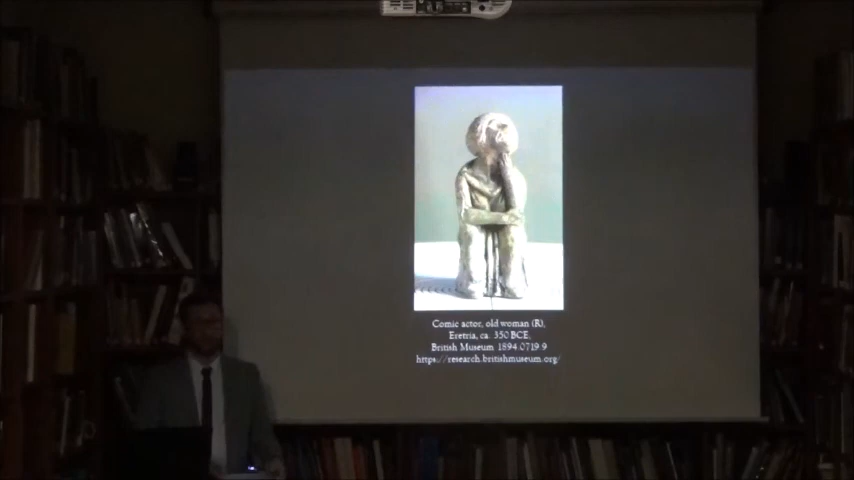 Comic actor, old woman (R),
Eretria, ca. 350 BCE,
British Museum 1894.0719.9
https://research.britishmuseum.org/